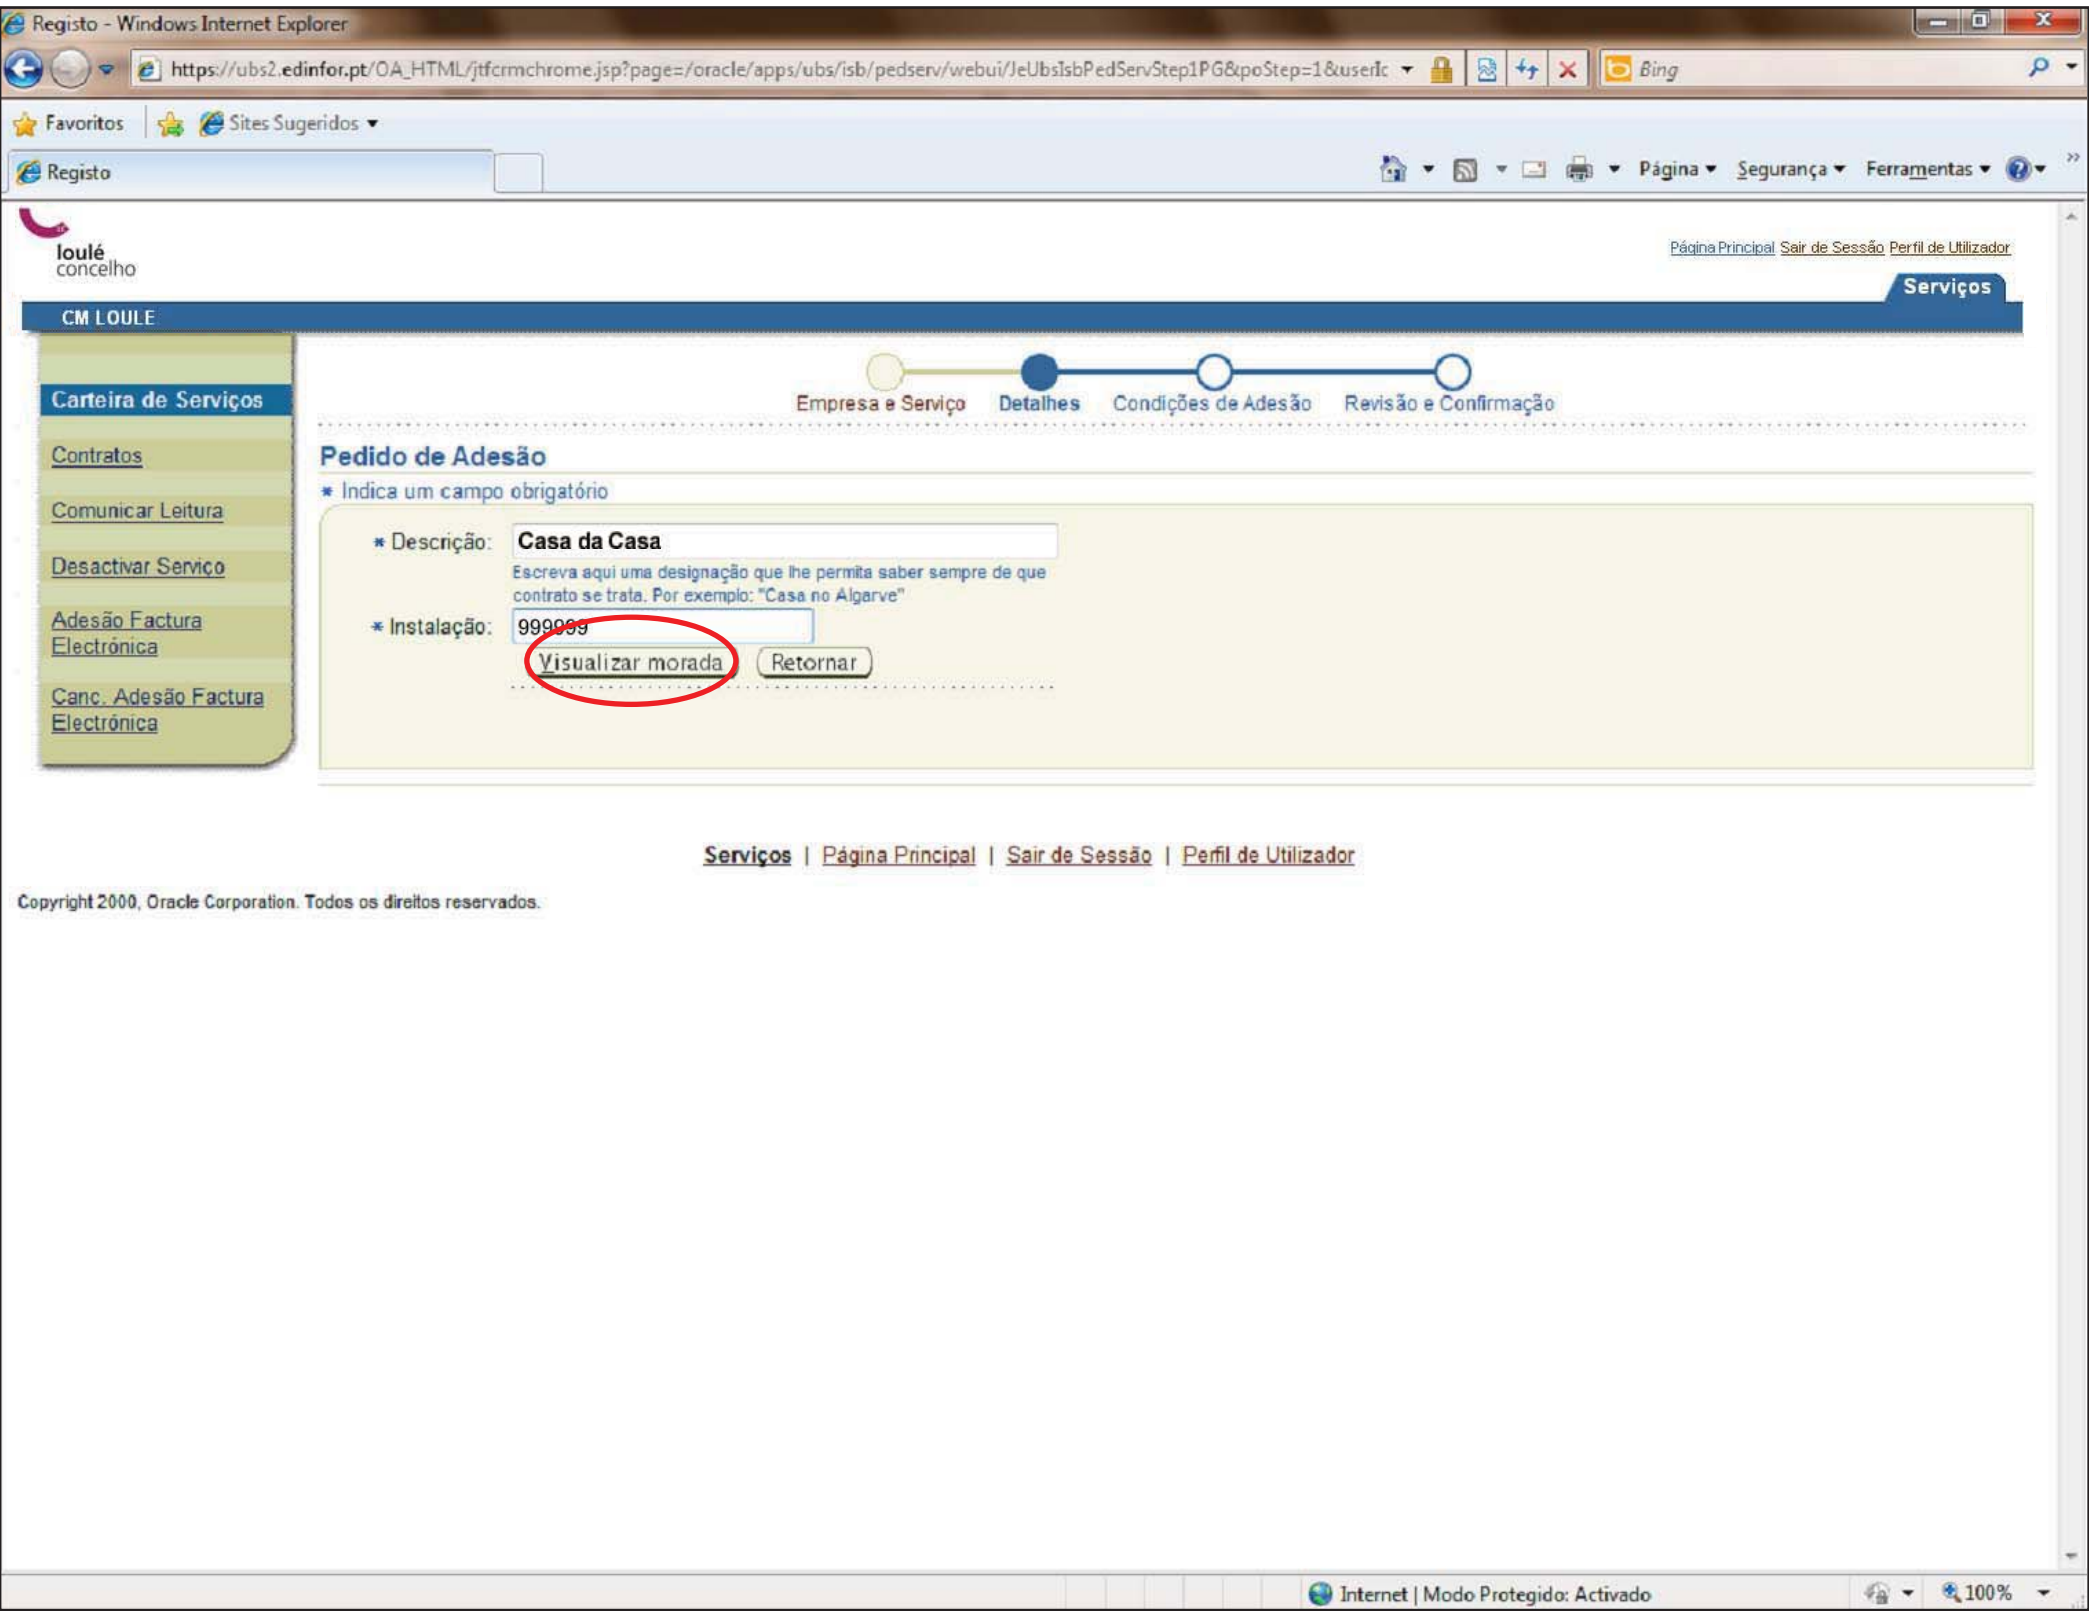 Registo - Windows Internet Explorer
https://ubs2.edinfor.pt/OA_HTML/jtfcrmchrome.jsp?page=/oracle/apps/ubs/isb/pedserv/webui/JeUbsIsbPedServStep1PG&poStep=1&userIc
Bing
Favoritos Sites Sugeridos
Registo
Página Segurança Ferramentas
loulé
concelho
Página Principal Sair de Sessão Perfil de Utilizador
Serviços
CM LOULE
Empresa e Serviço Detalhes Condições de Adesão Revisão e Confirmação
Carteira de Serviços
Contratos
Comunicar Leitura
Desactivar Serviço
Adesão Factura
Electrónica
Canc. Adesão Factura
Electrónica
Pedido de Adesão
* Indica um campo obrigatório
* Descrição: Casa da Casa
Escreva aqui uma designação que lhe permita saber sempre de que
contrato se trata. Por exemplo: "Casa no Algarve"
* Instalação: 999999
Visualizar morada Retornar
Serviços | Página Principal | Sair de Sessão | Perfil de Utilizador
Copyright 2000, Oracle Corporation. Todos os direitos reservados.
Internet | Modo Protegido: Activado 100%